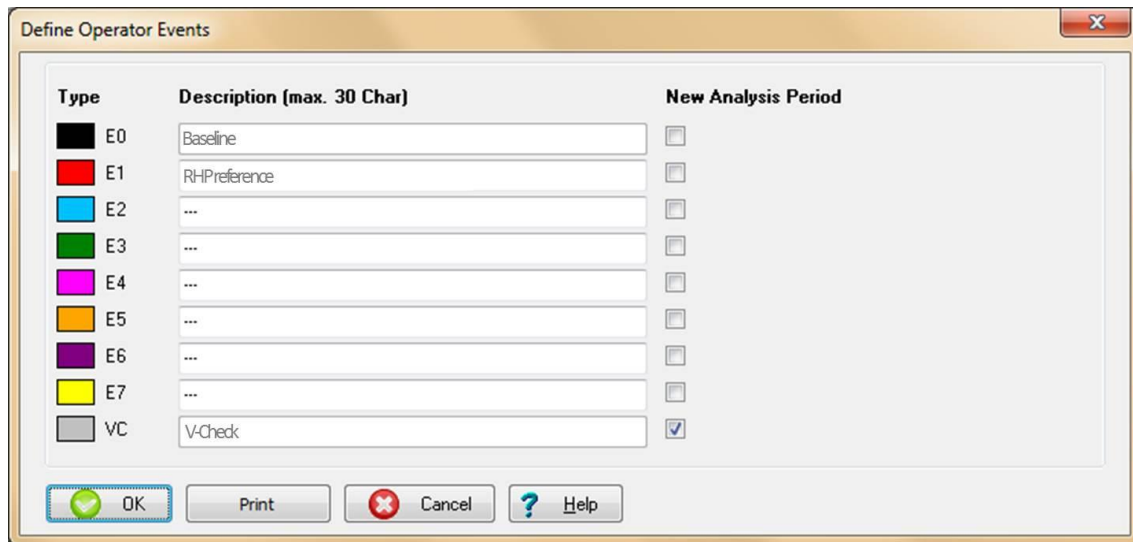 Define Operator Events
Type Description (max. 30 Char) New Analysis Period
E0 Baseline
E1 RHPreference
E2 ---
E3 ---
E4 ---
E5 ---
E6 ---
E7 ---
VC V-Check
OK Print Cancel ? Help